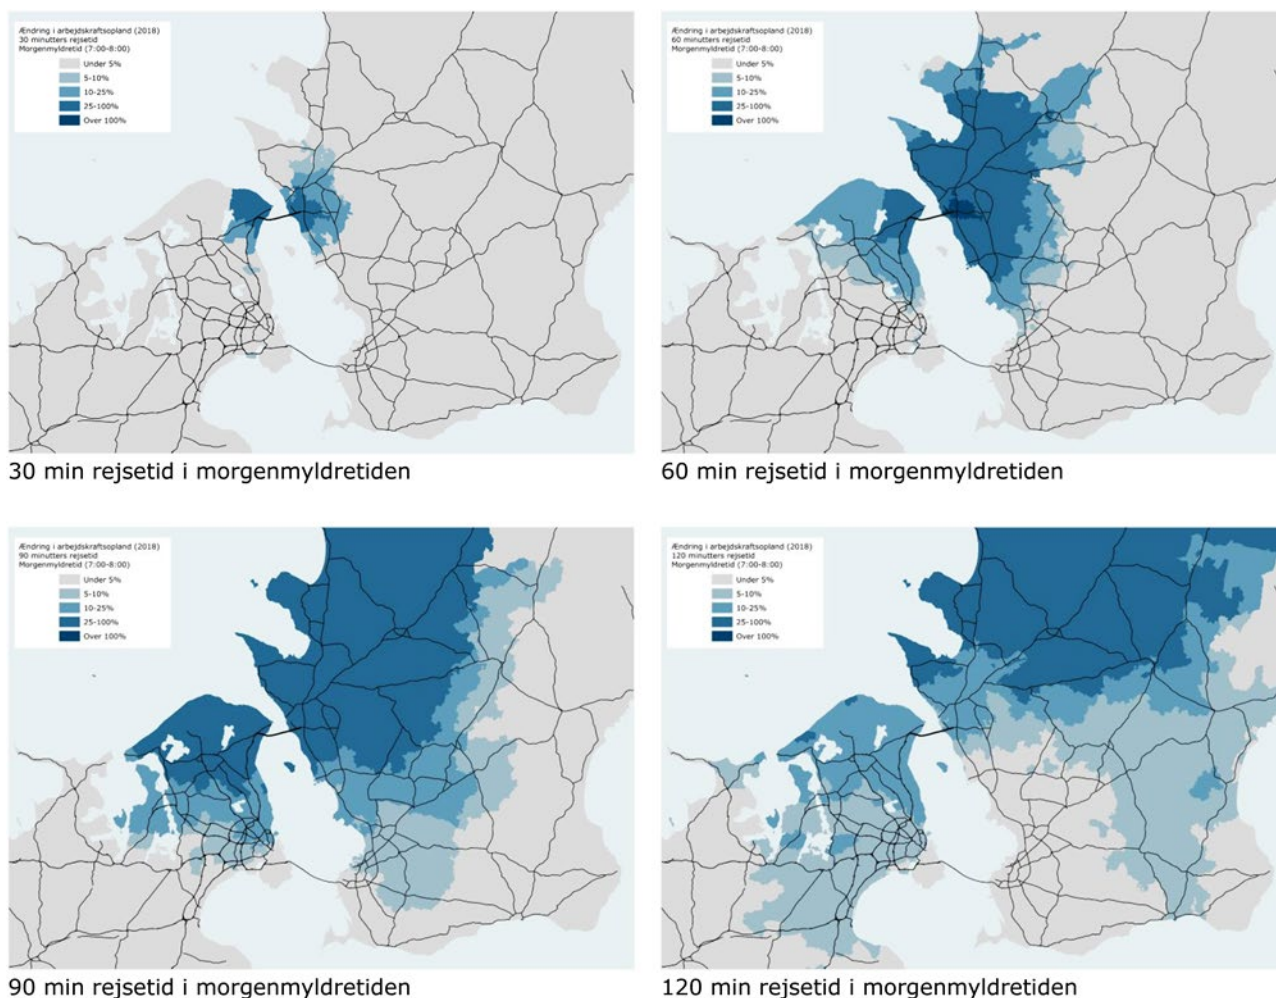 Ændring i arbejdskraftsopland (2018)
30 minutters rejsetid
Morgenmyldretid (7:00-8:00)
Under 5%
5-10%
10-25%
25-100%
Over 100%
30 min rejsetid i morgenmyldretiden
Ændring i arbejdskraftsopland (2018)
60 minutters rejsetid
Morgenmyldretid (7:00-8:00)
Under 5%
5-10%
10-25%
25-100%
Over 100%
60 min rejsetid i morgenmyldretiden
Ændring i arbejdskraftsopland (2018)
90 minutters rejsetid
Morgenmyldretid (7:00-8:00)
Under 5%
5-10%
10-25%
25-100%
Over 100%
90 min rejsetid i morgenmyldretiden
Ændring i arbejdskraftsopland (2018)
120 minutters rejsetid
Morgenmyldretid (7:00-8:00)
Under 5%
5-10%
10-25%
25-100%
Over 100%
120 min rejsetid i morgenmyldretiden